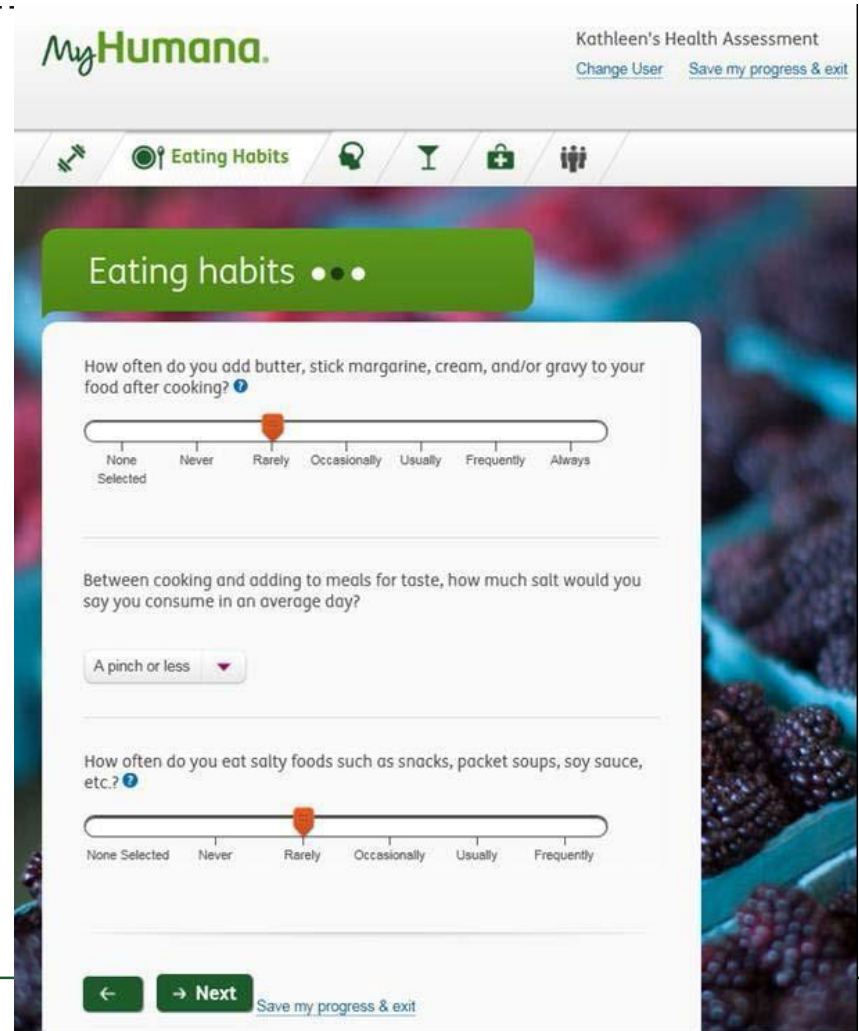 MyHumana.
Kathleen's Health Assessment
Change User Save my progress & exit
Eating Habits
Eating habits
How often do you add butter, stick margarine, cream, and/or gravy to your
food after cooking? ?
None Selected Never Rarely Occasionally Usually Frequently Always
Between cooking and adding to meals for taste, how much salt would you
say you consume in an average day?
A pinch or less
How often do you eat salty foods such as snacks, packet soups, soy sauce,
etc.? ?
None Selected Never Rarely Occasionally Usually Frequently
← → Next Save my progress & exit